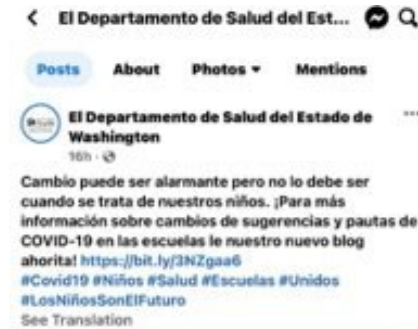 El Departamento de Salud del Est...
Posts About Photos Mentions
El Departamento de Salud del Estado de
Washington
16h
Cambio puede ser alarmante pero no lo debe ser
cuando se trata de nuestros niños. ¡Para más
información sobre cambios de sugerencias y pautas de
COVID-19 en las escuelas le nuestro nuevo blog
ahorita! https://bit.ly/3NZgaa6
#Covid19 #Niños #Salud #Escuelas #Unidos
#LosNiñosSonElFuturo
See Translation